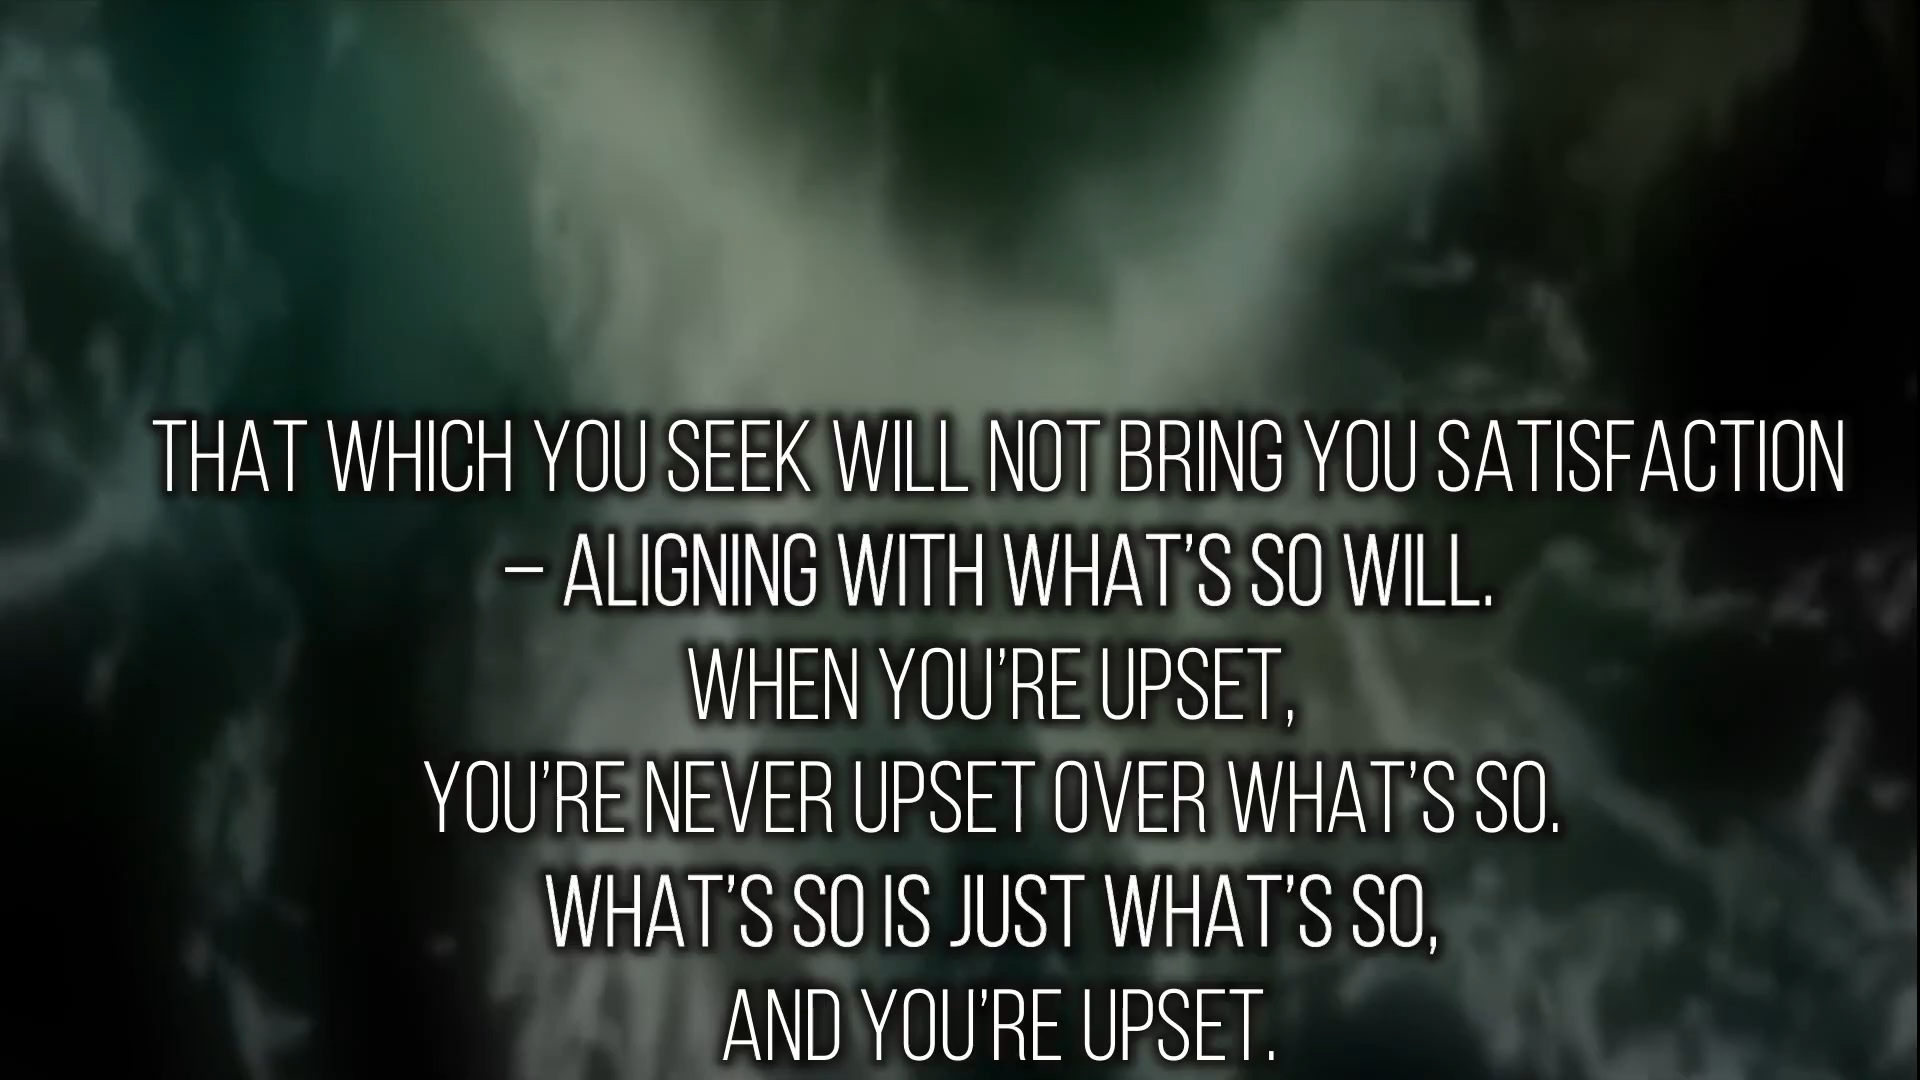 THAT WHICH YOU SEEK WILL NOT BRING YOU SATISFACTION
– ALIGNING WITH WHAT’S SO WILL.
WHEN YOU’RE UPSET,
YOU’RE NEVER UPSET OVER WHAT’S SO.
WHAT’S SO IS JUST WHAT’S SO,
AND YOU’RE UPSET.